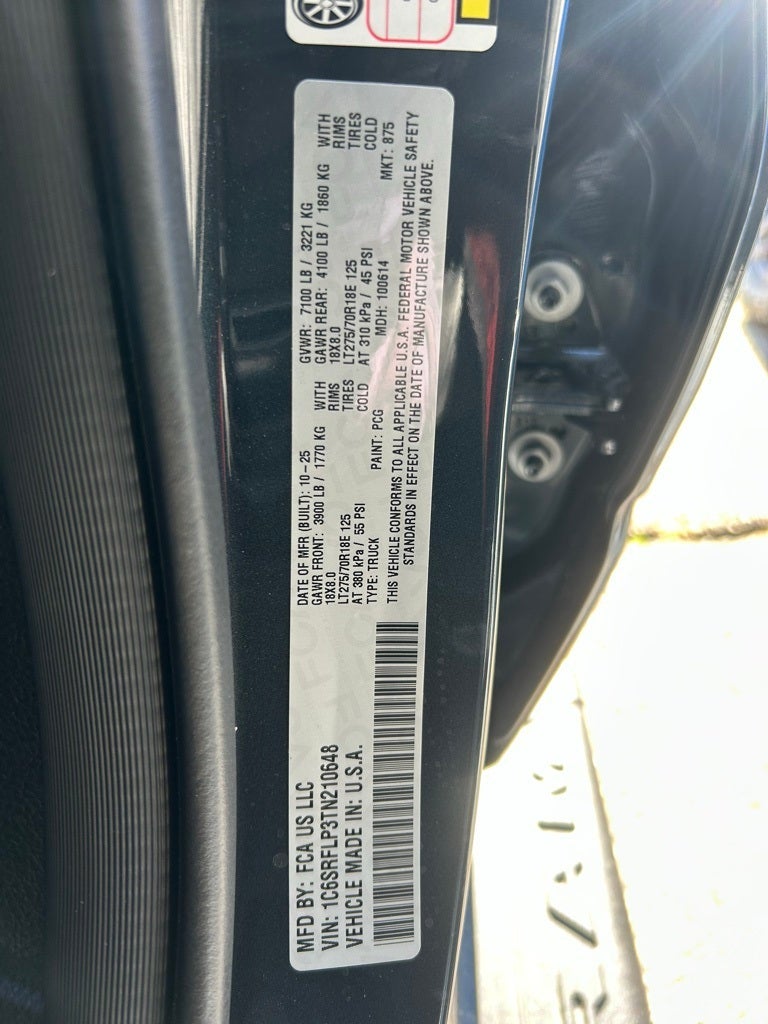 MFD BY: FCA US LLC
VIN: 1C6SRFLP3TN210648
VEHICLE MADE IN: U.S.A.
DATE OF MFR (BUILT): 10-25 GVWR: 7100 LB / 3221 KG
GAWR FRONT: 3900 LB / 1770 KG WITH GAWR REAR: 4100 LB / 1860 KG WITH
18X8.0 RIMS 18X8.0 RIMS
LT275/70R18E 125 TIRES LT275/70R18E 125 TIRES
AT 380 kPa / 55 PSI COLD AT 310 kPa / 45 PSI COLD
TYPE: TRUCK PAINT: PCG MDH: 100614 MKT: 875
THIS VEHICLE CONFORMS TO ALL APPLICABLE U.S.A. FEDERAL MOTOR VEHICLE SAFETY
STANDARDS IN EFFECT ON THE DATE OF MANUFACTURE SHOWN ABOVE.